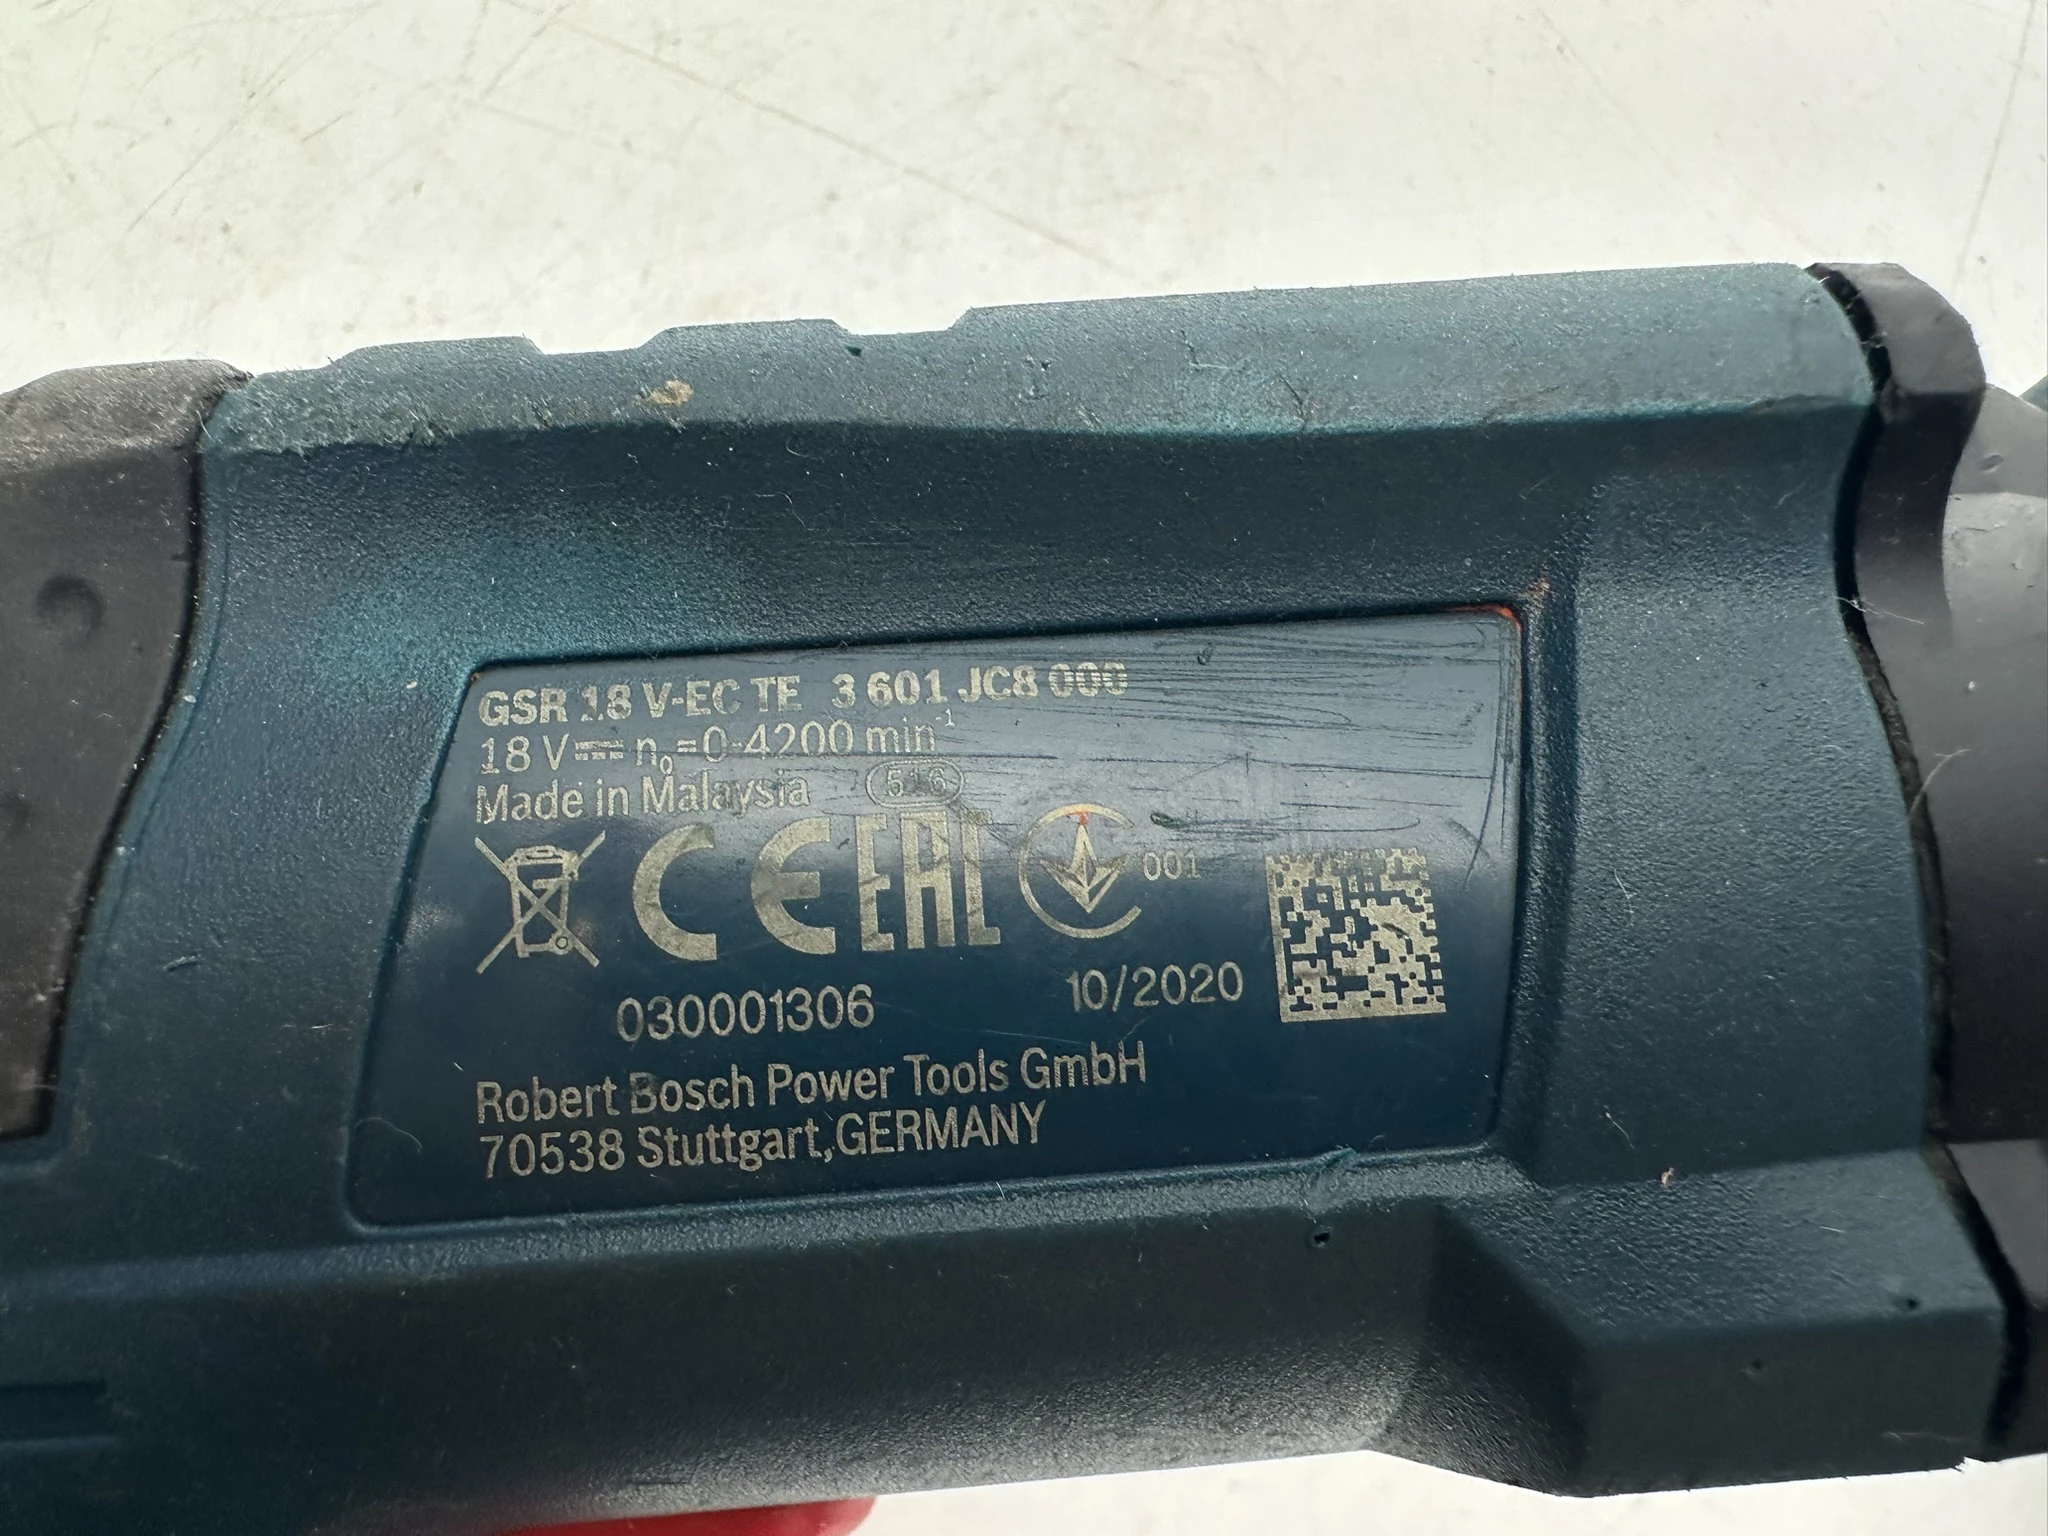 GSR 18 V-EC TE 3 601 JC8 000
18 V⎓ n₀=0-4200 min⁻¹
Made in Malaysia 516
CE EAC 001
030001306 10/2020
Robert Bosch Power Tools GmbH
70538 Stuttgart,GERMANY